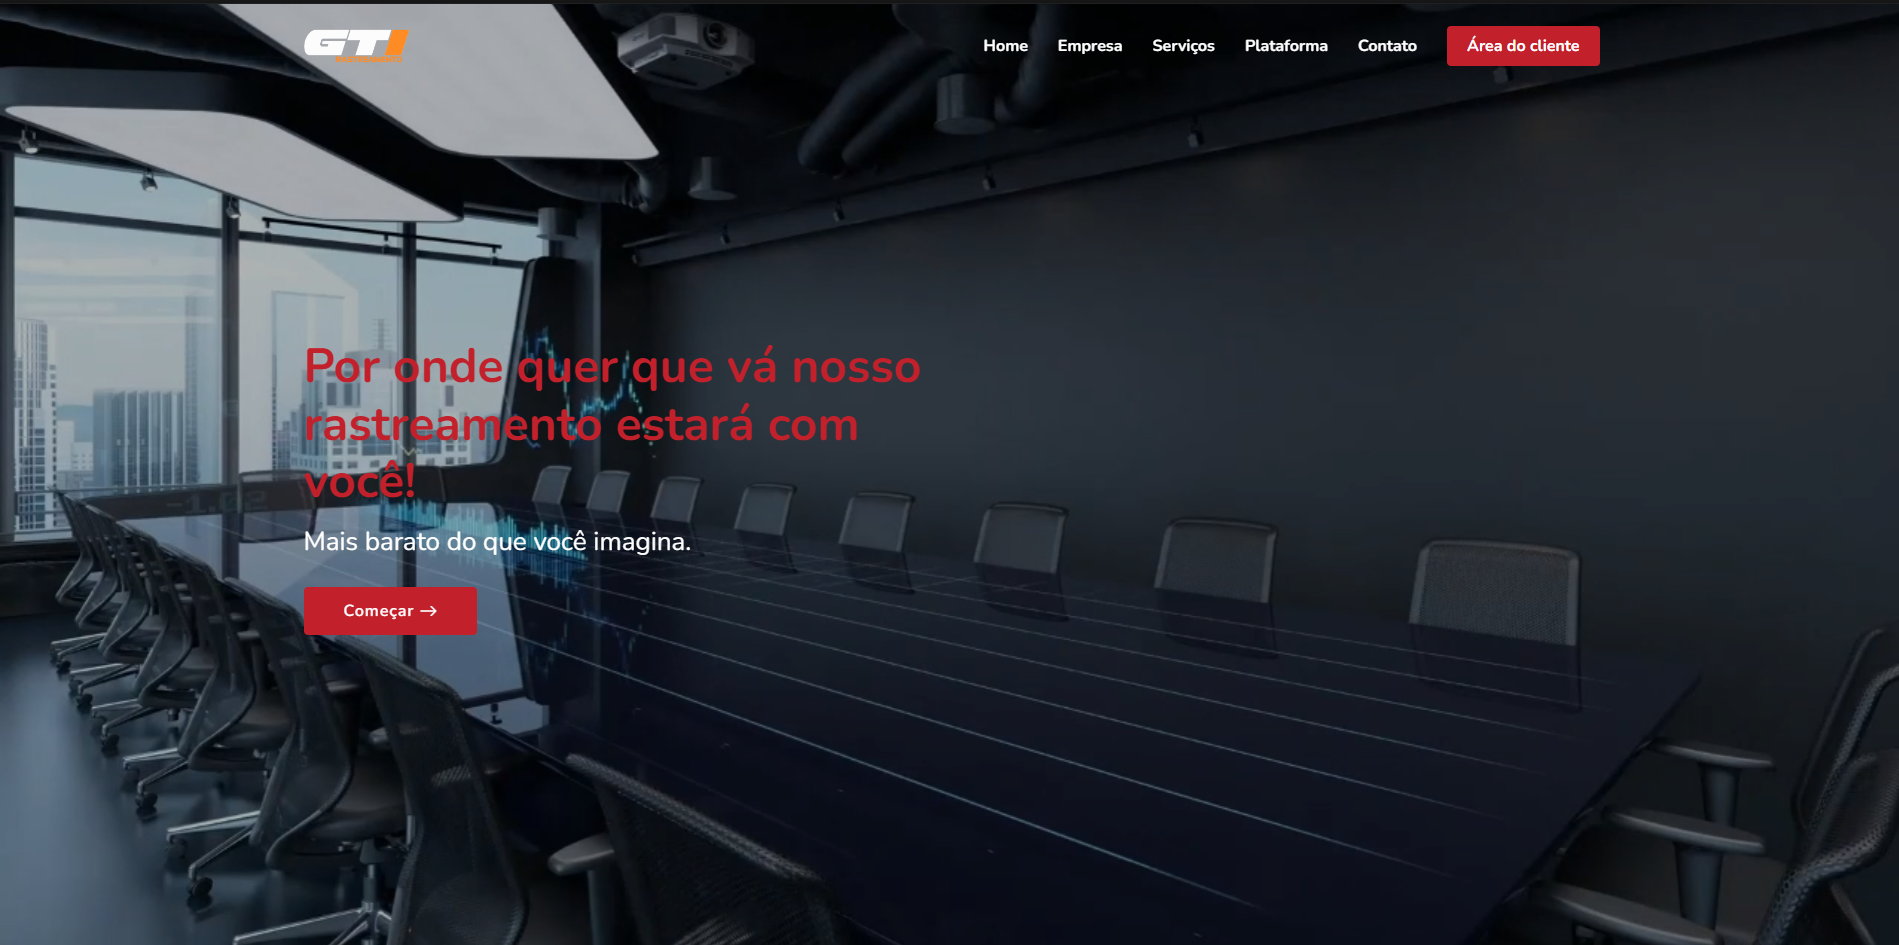 GTI
Home
Empresa
Serviços
Plataforma
Contato
Área do cliente
Por onde quer que vá nosso
rastreamento estará com
você!
Mais barato do que você imagina.
Começar →